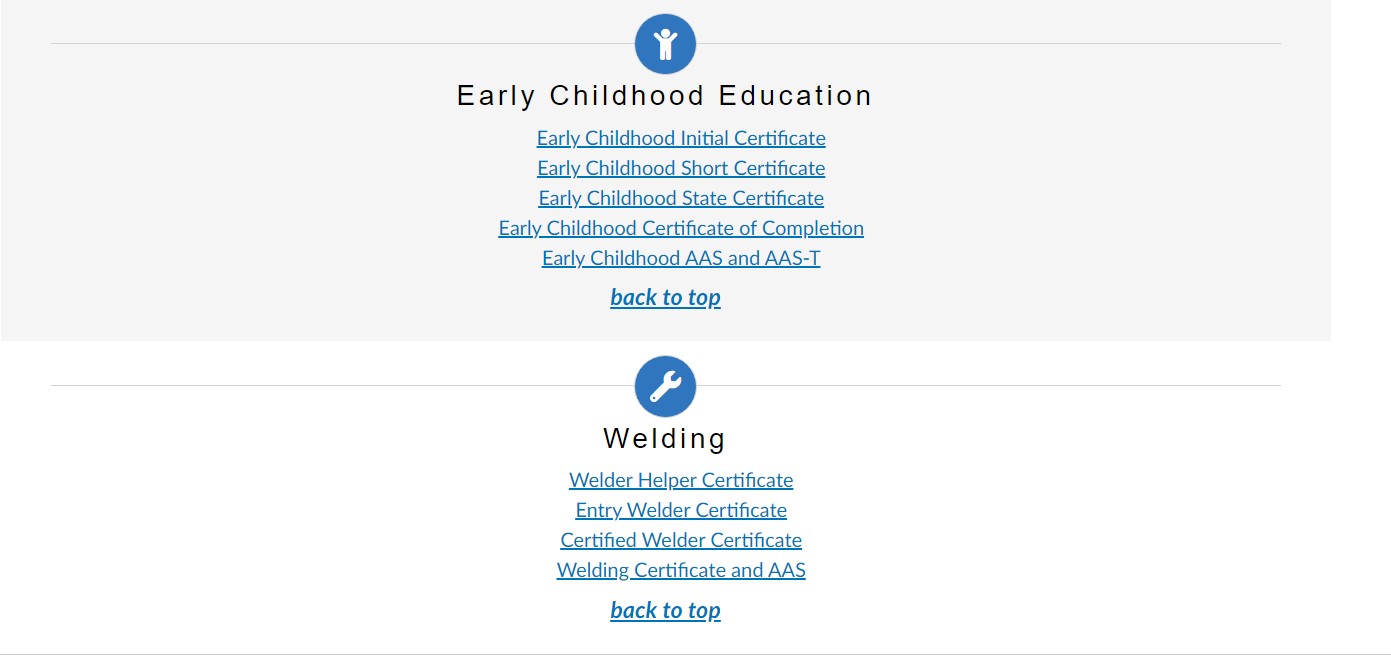 Early Childhood Education
Early Childhood Initial Certificate
Early Childhood Short Certificate
Early Childhood State Certificate
Early Childhood Certificate of Completion
Early Childhood AAS and AAS-T
back to top
Welding
Welder Helper Certificate
Entry Welder Certificate
Certified Welder Certificate
Welding Certificate and AAS
back to top